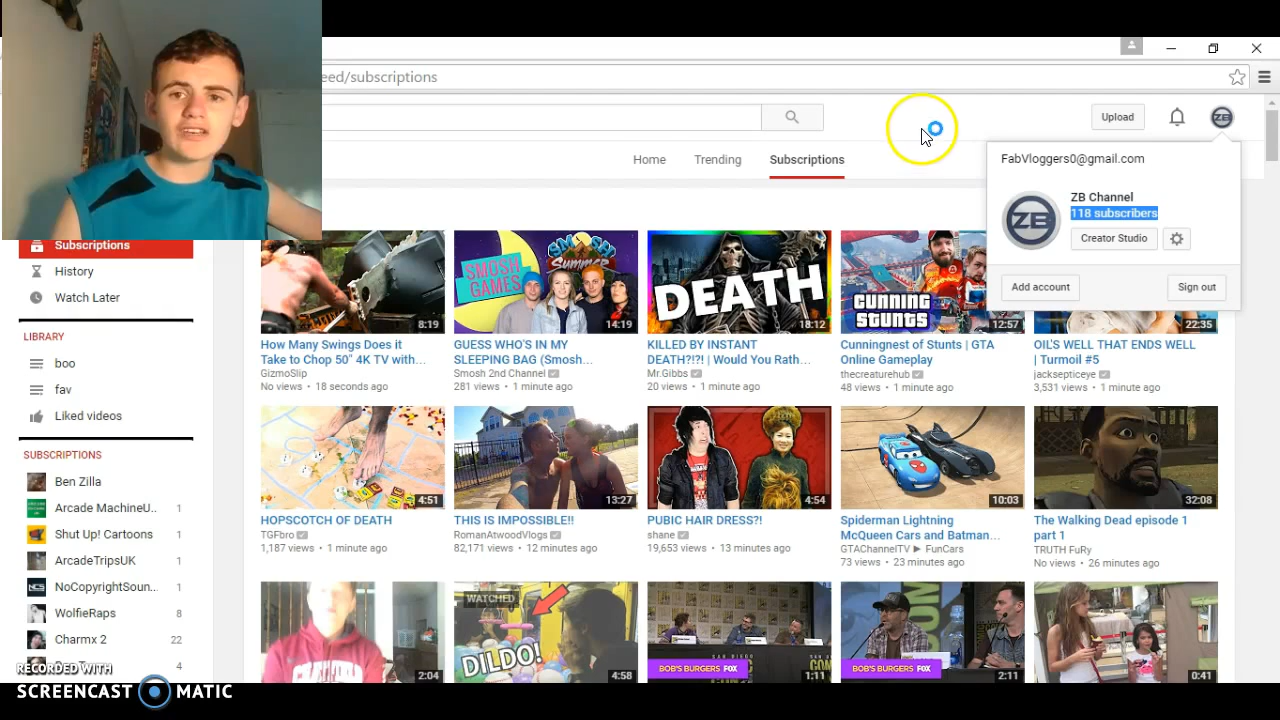 eed/subscriptions
Upload
ZB
Home
Trending
Subscriptions
FabVloggers0@gmail.com
ZB
ZB Channel
118 subscribers
Creator Studio
Add account
Sign out
Subscriptions
History
Watch Later
LIBRARY
boo
fav
Liked videos
SUBSCRIPTIONS
Ben Zilla
Arcade MachineU.. 1
Shut Up! Cartoons 1
ArcadeTripsUK 1
NCS
NoCopyrightSoun.. 1
WolfieRaps 8
Charmx 2 22
4
8:19
How Many Swings Does it
Take to Chop 50" 4K TV with...
GizmoSlip
No views • 18 seconds ago
SMOSH
GAMES
SMOSH
Summer
14:19
GUESS WHO'S IN MY
SLEEPING BAG (Smosh...
Smosh 2nd Channel
281 views • 1 minute ago
DEATH
18:12
KILLED BY INSTANT
DEATH?!?! | Would You Rath...
Mr.Gibbs
20 views • 1 minute ago
CUNNING
STUNTS
12:57
Cunningnest of Stunts | GTA
Online Gameplay
thecreaturehub
48 views • 1 minute ago
22:35
OIL'S WELL THAT ENDS WELL
| Turmoil #5
jacksepticeye
3,531 views • 1 minute ago
4:51
HOPSCOTCH OF DEATH
TGFbro
1,187 views • 1 minute ago
13:27
THIS IS IMPOSSIBLE!!
RomanAtwoodVlogs
82,171 views • 12 minutes ago
4:54
PUBIC HAIR DRESS?!
shane
19,653 views • 13 minutes ago
10:03
Spiderman Lightning
McQueen Cars and Batman...
GTAChannelTV ▶ FunCars
73 views • 23 minutes ago
32:08
The Walking Dead episode 1
part 1
TRUTH FuRy
No views • 26 minutes ago
2:04
WATCHED
DILDO!
4:58
BOB'S BURGERS FOX
1:11
COM
BOB'S BURGERS FOX
2:11
0:41
RECORDED WITH
SCREENCAST MATIC